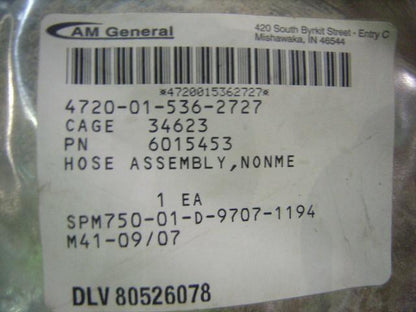 AM General
420 South Byrkit Street - Entry C
Mishawaka, IN 46544
*4720015362727*
4720-01-536-2727
CAGE 34623
PN 6015453
HOSE ASSEMBLY,NONME
1 EA
SPM750-01-D-9707-1194
M41-09/07
DLV 80526078